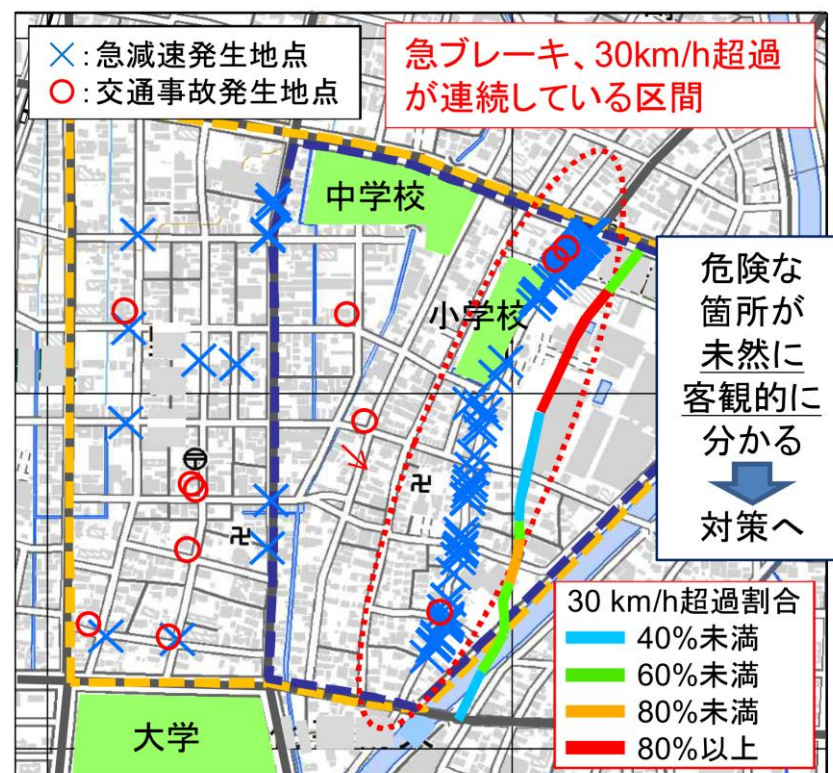 ×：急減速発生地点
○：交通事故発生地点
急ブレーキ、30km/h超過
が連続している区間
中学校
小学校
危険な
箇所が
未然に
客観的に
分かる
対策へ
30 km/h超過割合
40%未満
60%未満
80%未満
80%以上
大学
卍
卍